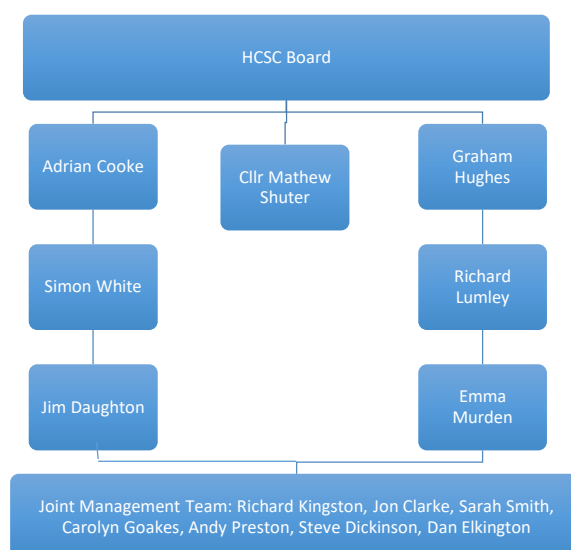 HCSC Board
Adrian Cooke
Cllr Mathew
Shuter
Graham
Hughes
Simon White
Richard
Lumley
Jim Daughton
Emma
Murden
Joint Management Team: Richard Kingston, Jon Clarke, Sarah Smith,
Carolyn Goakes, Andy Preston, Steve Dickinson, Dan Elkington